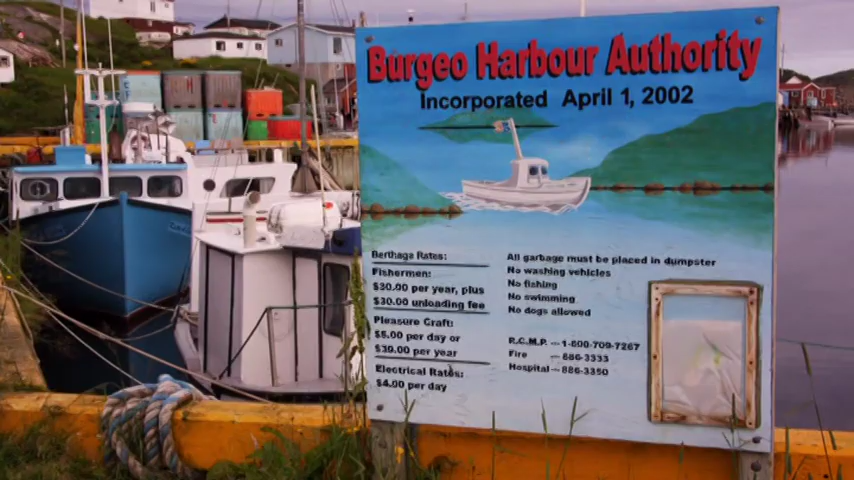 Burgeo Harbour Authority
Incorporated April 1, 2002
Berthage Rates:
Fishermen:
$30.00 per year, plus
$30.00 unloading fee
Pleasure Craft:
$5.00 per day or
$30.00 per year
Electrical Rates:
$4.00 per day
All garbage must be placed in dumpster
No washing vehicles
No fishing
No swimming
No dogs allowed
R.C.M.P. — 1-800-709-7267
Fire — 886-3333
Hospital — 886-3350